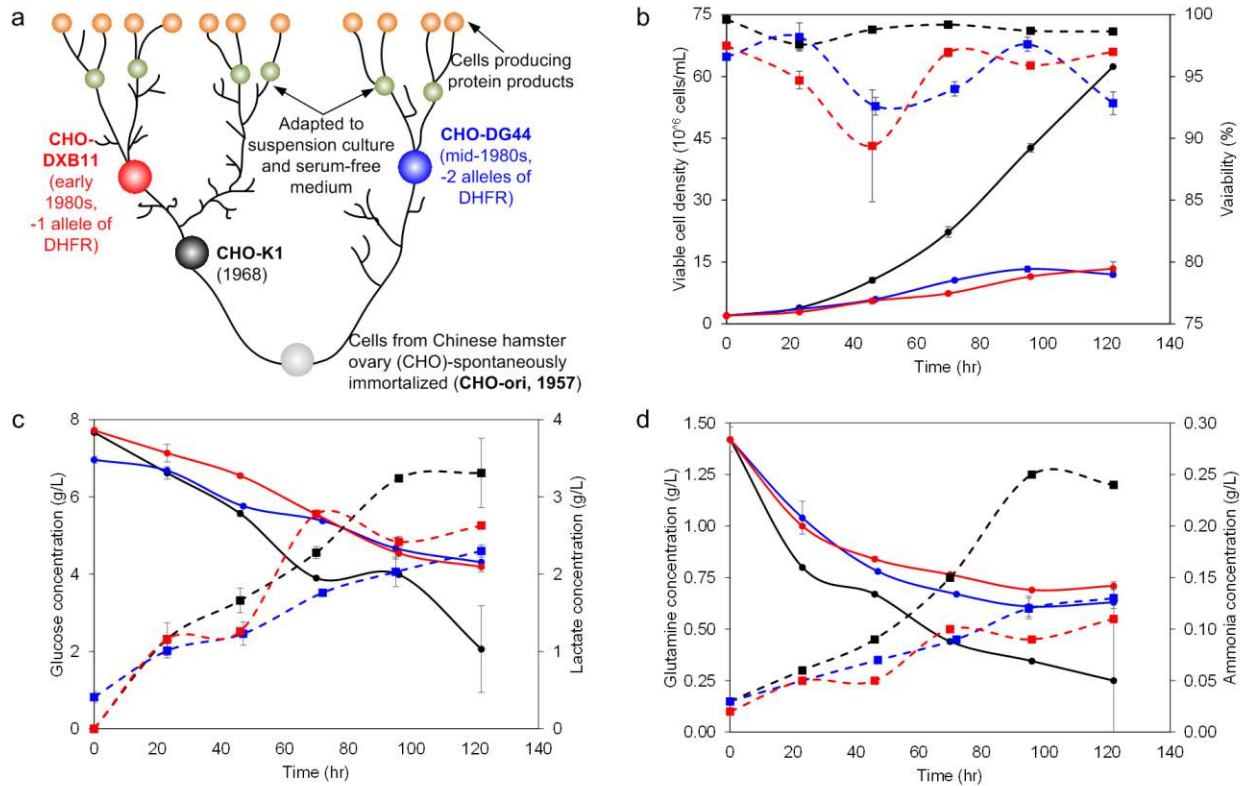 a
Cells producing
protein products
Adapted to
suspension culture
and serum-free
medium
CHO-
DXB11
(early
1980s,
-1 allele of
DHFR)
CHO-DG44
(mid-1980s,
-2 alleles of
DHFR)
CHO-K1
(1968)
Cells from Chinese hamster
ovary (CHO)-spontaneously
immortalized (CHO-ori, 1957)
b
Viable cell density (10^6 cells/mL)
75
60
45
30
15
0
100
95
90
85
80
75
Vaiability (%)
0 20 40 60 80 100 120 140
Time (hr)
c
Glucose concentration (g/L)
8
6
4
2
0
4
3
2
1
0
Lactate concentration (g/L)
0 20 40 60 80 100 120 140
Time (hr)
d
Glutamine concentration (g/L)
1.50
1.25
1.00
0.75
0.50
0.25
0.00
0.30
0.25
0.20
0.15
0.10
0.05
0.00
Ammonia concentration (g/L)
0 20 40 60 80 100 120 140
Time (hr)